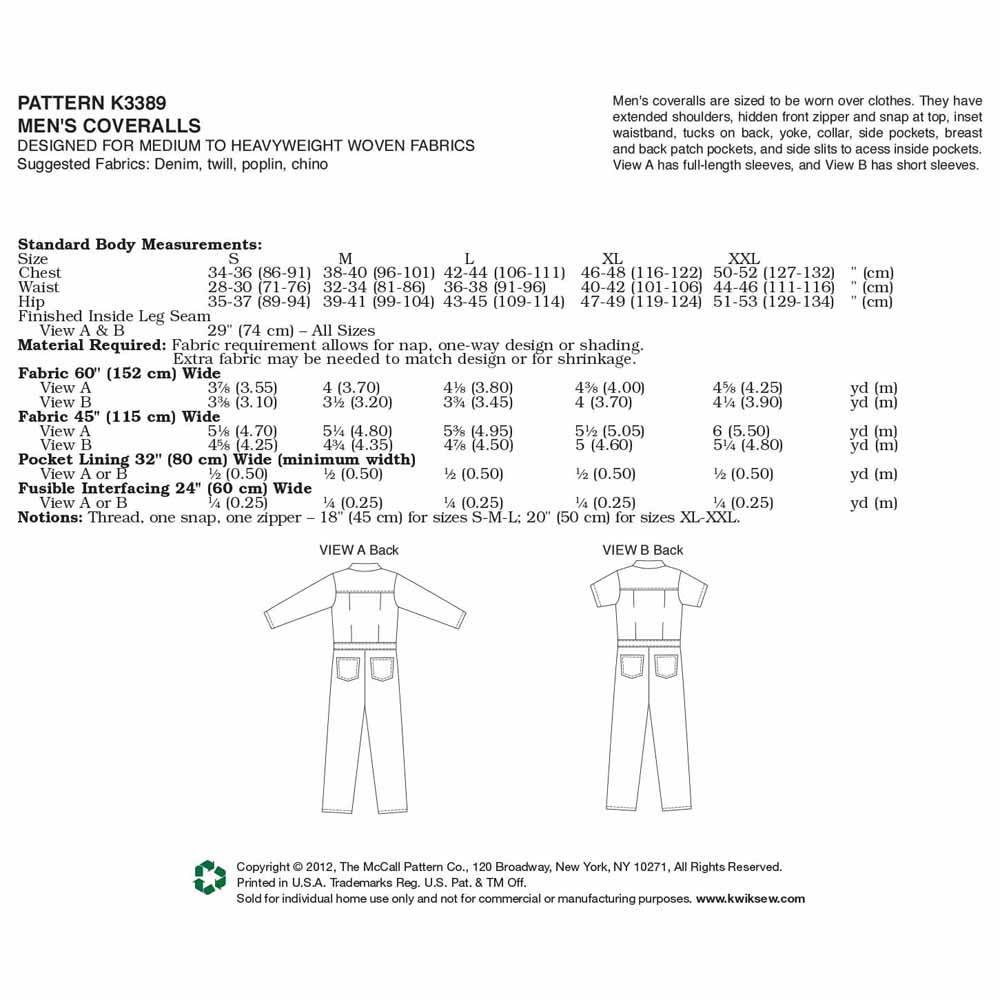 PATTERN K3389
MEN'S COVERALLS
DESIGNED FOR MEDIUM TO HEAVYWEIGHT WOVEN FABRICS
Suggested Fabrics: Denim, twill, poplin, chino
Men's coveralls are sized to be worn over clothes. They have
extended shoulders, hidden front zipper and snap at top, inset
waistband, tucks on back, yoke, collar, side pockets, breast
and back patch pockets, and side slits to acess inside pockets.
View A has full-length sleeves, and View B has short sleeves.
Standard Body Measurements:
Size S M L XL XXL
Chest 34-36 (86-91) 38-40 (96-101) 42-44 (106-111) 46-48 (116-122) 50-52 (127-132) " (cm)
Waist 28-30 (71-76) 32-34 (81-86) 36-38 (91-96) 40-42 (101-106) 44-46 (111-116) " (cm)
Hip 35-37 (89-94) 39-41 (99-104) 43-45 (109-114) 47-49 (119-124) 51-53 (129-134) " (cm)
Finished Inside Leg Seam
View A & B 29" (74 cm) – All Sizes
Material Required: Fabric requirement allows for nap, one-way design or shading.
Extra fabric may be needed to match design or for shrinkage.
Fabric 60" (152 cm) Wide
View A 3⅞ (3.55) 4 (3.70) 4⅛ (3.80) 4⅜ (4.00) 4⅝ (4.25) yd (m)
View B 3⅜ (3.10) 3½ (3.20) 3¾ (3.45) 4 (3.70) 4¼ (3.90) yd (m)
Fabric 45" (115 cm) Wide
View A 5⅛ (4.70) 5¼ (4.80) 5⅜ (4.95) 5½ (5.05) 6 (5.50) yd (m)
View B 4⅝ (4.25) 4¾ (4.35) 4⅞ (4.50) 5 (4.60) 5¼ (4.80) yd (m)
Pocket Lining 32" (80 cm) Wide (minimum width)
View A or B ½ (0.50) ½ (0.50) ½ (0.50) ½ (0.50) ½ (0.50) yd (m)
Fusible Interfacing 24" (60 cm) Wide
View A or B ¼ (0.25) ¼ (0.25) ¼ (0.25) ¼ (0.25) ¼ (0.25) yd (m)
Notions: Thread, one snap, one zipper – 18" (45 cm) for sizes S-M-L; 20" (50 cm) for sizes XL-XXL.
VIEW A Back
VIEW B Back
Copyright © 2012, The McCall Pattern Co., 120 Broadway, New York, NY 10271, All Rights Reserved.
Printed in U.S.A. Trademarks Reg. U.S. Pat. & TM Off.
Sold for individual home use only and not for commercial or manufacturing purposes. www.kwiksew.com